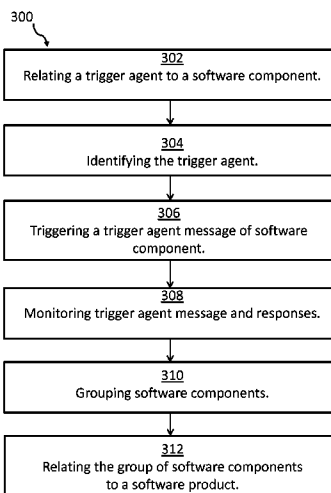 300
302
Relating a trigger agent to a software component.
304
Identifying the trigger agent.
306
Triggering a trigger agent message of software
component.
308
Monitoring trigger agent message and responses.
310
Grouping software components.
312
Relating the group of software components
to a software product.